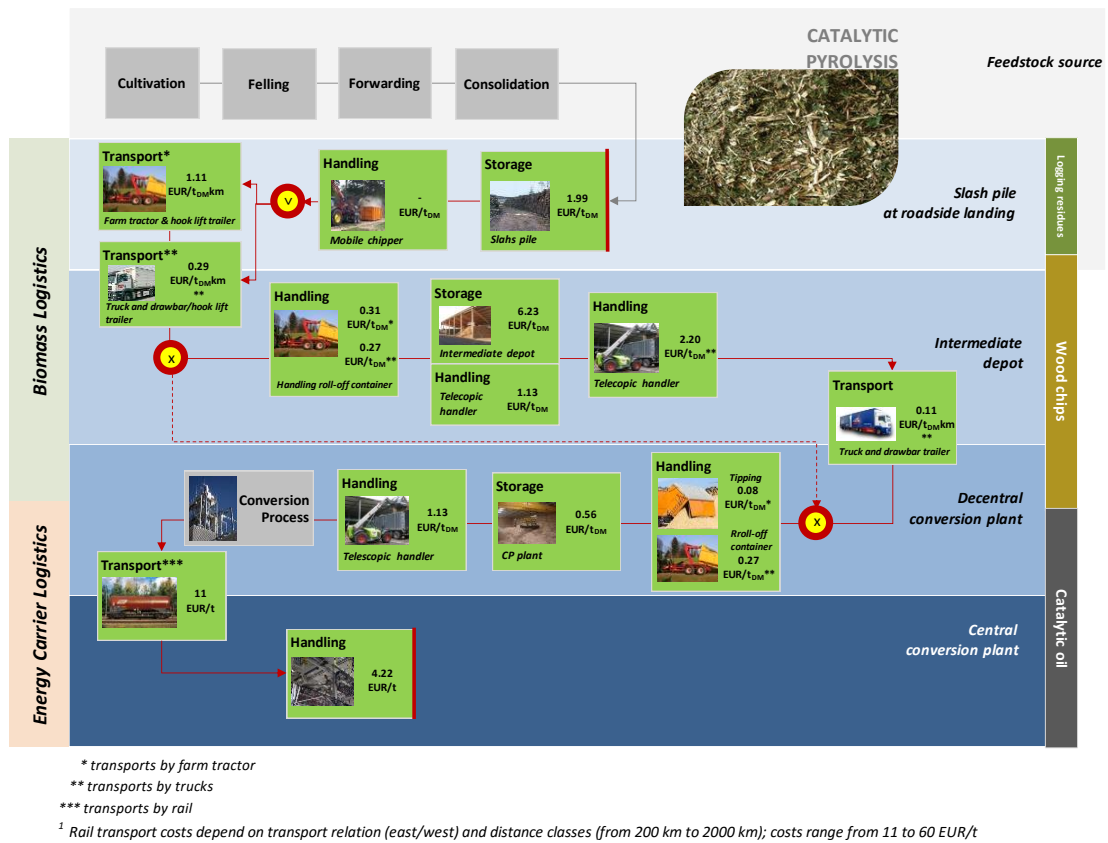 CATALYTIC
PYROLYSIS
Feedstock source
Cultivation
Felling
Forwarding
Consolidation
Biomass Logistics
Energy Carrier Logistics
Logging residues
Wood chips
Catalytic oil
Slash pile
at roadside landing
Transport*
1.11
EUR/tDMkm
Farm tractor & hook lift trailer
V
Handling
-
EUR/tDM
Mobile chipper
Storage
1.99
EUR/tDM
Slahs pile
Transport**
0.29
EUR/tDMkm
**
Truck and drawbar/hook lift
trailer
Intermediate
depot
X
Handling
0.31
EUR/tDM*
0.27
EUR/tDM**
Handling roll-off container
Storage
6.23
EUR/tDM
Intermediate depot
Handling
Telecopic
handler
1.13
EUR/tDM
Handling
2.20
EUR/tDM**
Telecopic handler
Transport
0.11
EUR/tDMkm
**
Truck and drawbar trailer
Decentral
conversion plant
Conversion
Process
Handling
1.13
EUR/tDM
Telescopic handler
Storage
0.56
EUR/tDM
CP plant
Handling
Tipping
0.08
EUR/tDM*
Rroll-off
container
0.27
EUR/tDM**
X
Transport***
11
EUR/t
Central
conversion plant
Handling
4.22
EUR/t
* transports by farm tractor
** transports by trucks
*** transports by rail
1 Rail transport costs depend on transport relation (east/west) and distance classes (from 200 km to 2000 km); costs range from 11 to 60 EUR/t